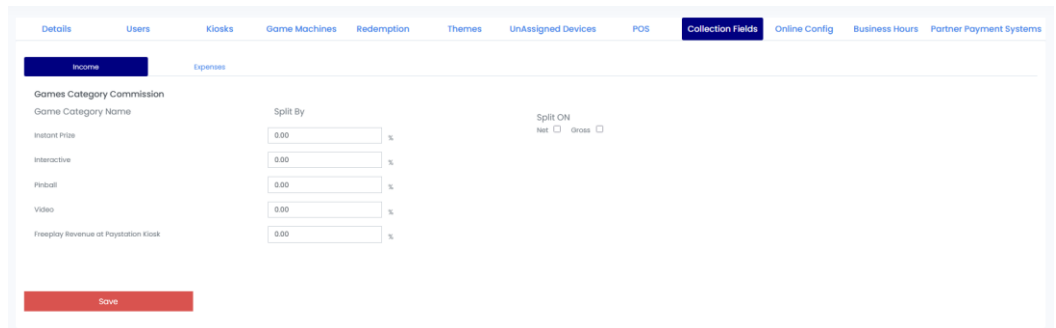 Details Users Kiosks Game Machines Redemption Themes UnAssigned Devices POS Collection Fields Online Config Business Hours Partner Payment Systems
Income Expenses
Games Category Commission
Game Category Name Split By Split ON
Net Gross
Instant Prize 0.00 %
Interactive 0.00 %
Pinball 0.00 %
Video 0.00 %
Freeplay Revenue at Paystation Kiosk 0.00 %
Save